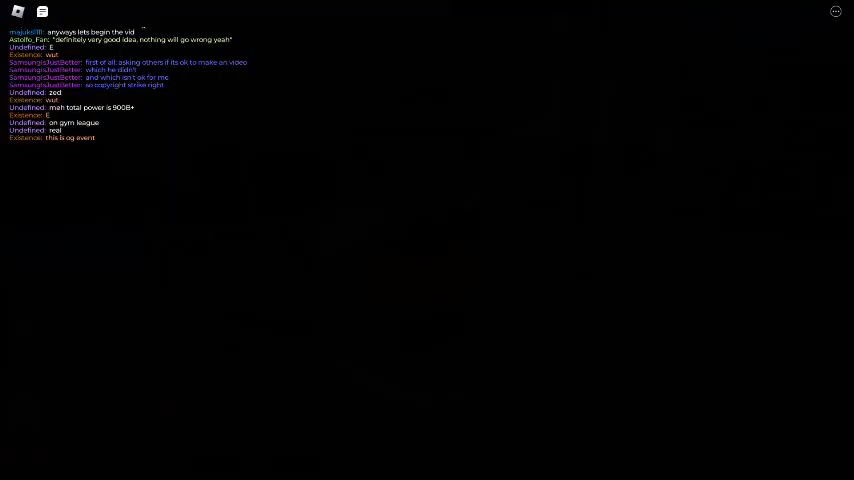 majuks1111: anyways lets begin the vid
Astolfo_Fan: "definitely very good idea, nothing will go wrong yeah"
Undefined: E
Existence: wut
SamsungIsJustBetter: first of all: asking others if its ok to make an video
SamsungIsJustBetter: which he didn't
SamsungIsJustBetter: and which isn't ok for me
SamsungIsJustBetter: so copyright strike right
Undefined: zed
Existence: wut
Undefined: meh total power is 900B+
Existence: E
Undefined: on gym league
Undefined: real
Existence: this is og event